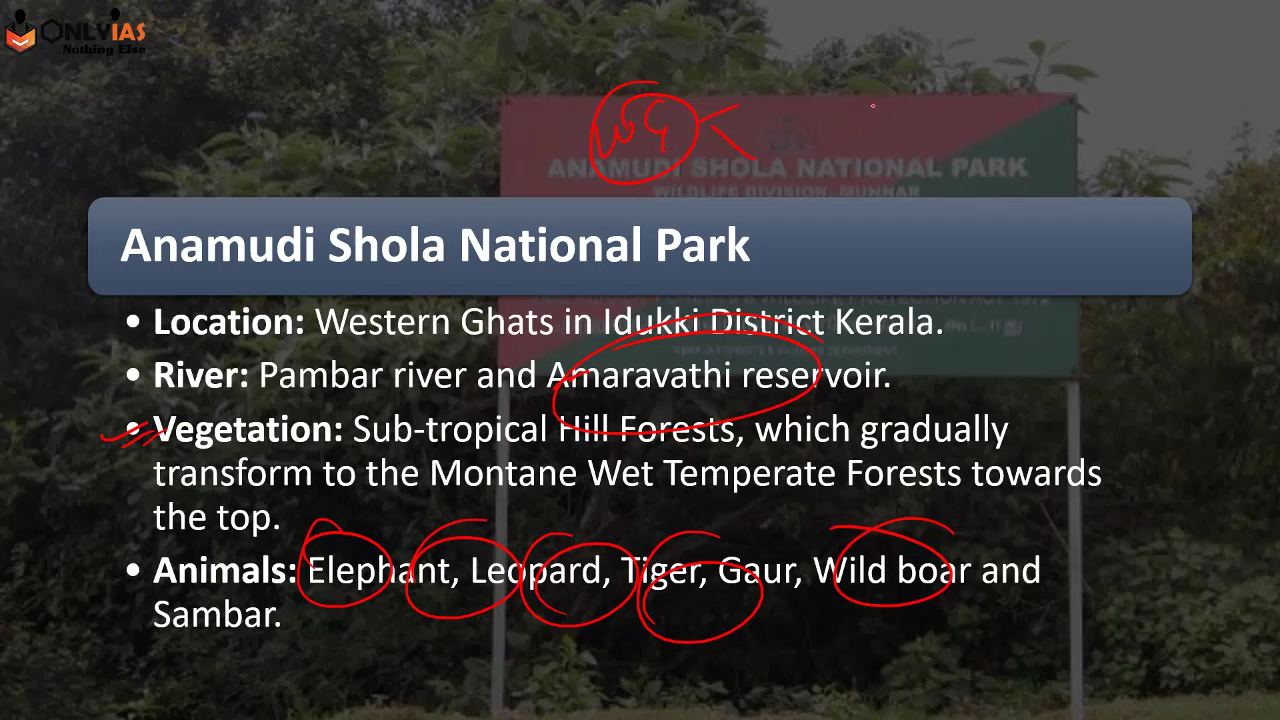 ONLYIAS
Nothing Else
ANAMUDI SHOLA NATIONAL PARK
WILDLIFE DIVISION, MUNNAR
Anamudi Shola National Park
• Location: Western Ghats in Idukki District Kerala.
• River: Pambar river and Amaravathi reservoir.
• Vegetation: Sub-tropical Hill Forests, which gradually
transform to the Montane Wet Temperate Forests towards
the top.
• Animals: Elephant, Leopard, Tiger, Gaur, Wild boar and
Sambar.